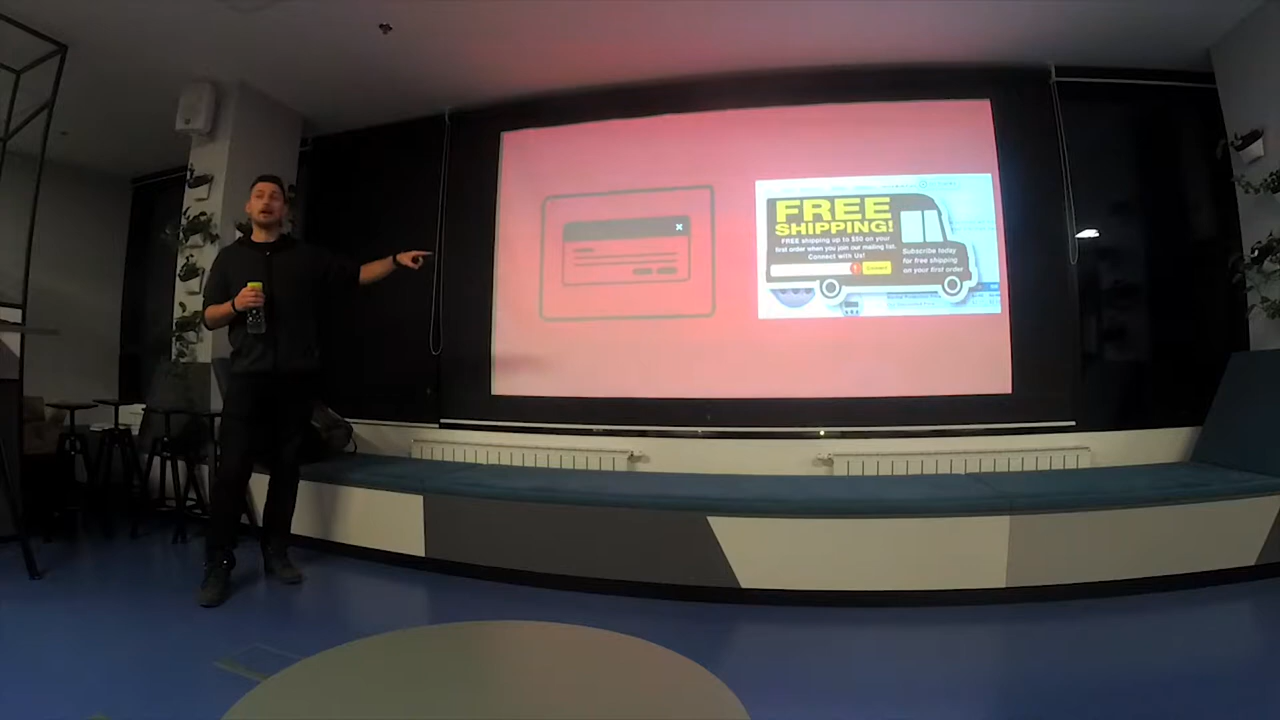 FREE
SHIPPING!
FREE shipping up to $50 on your
first order when you join our mailing list.
Connect with Us!
Connect
Subscribe today
for free shipping
on your first order